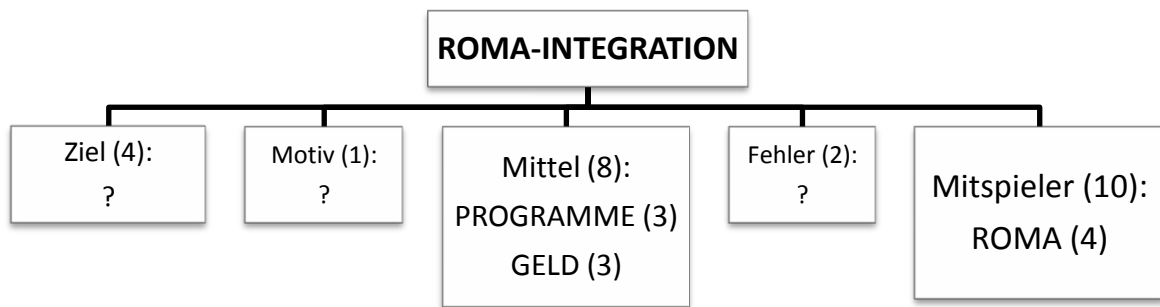 ROMA-INTEGRATION
Ziel (4):
?
Motiv (1):
?
Mittel (8):
PROGRAMME (3)
GELD (3)
Fehler (2):
?
Mitspieler (10):
ROMA (4)